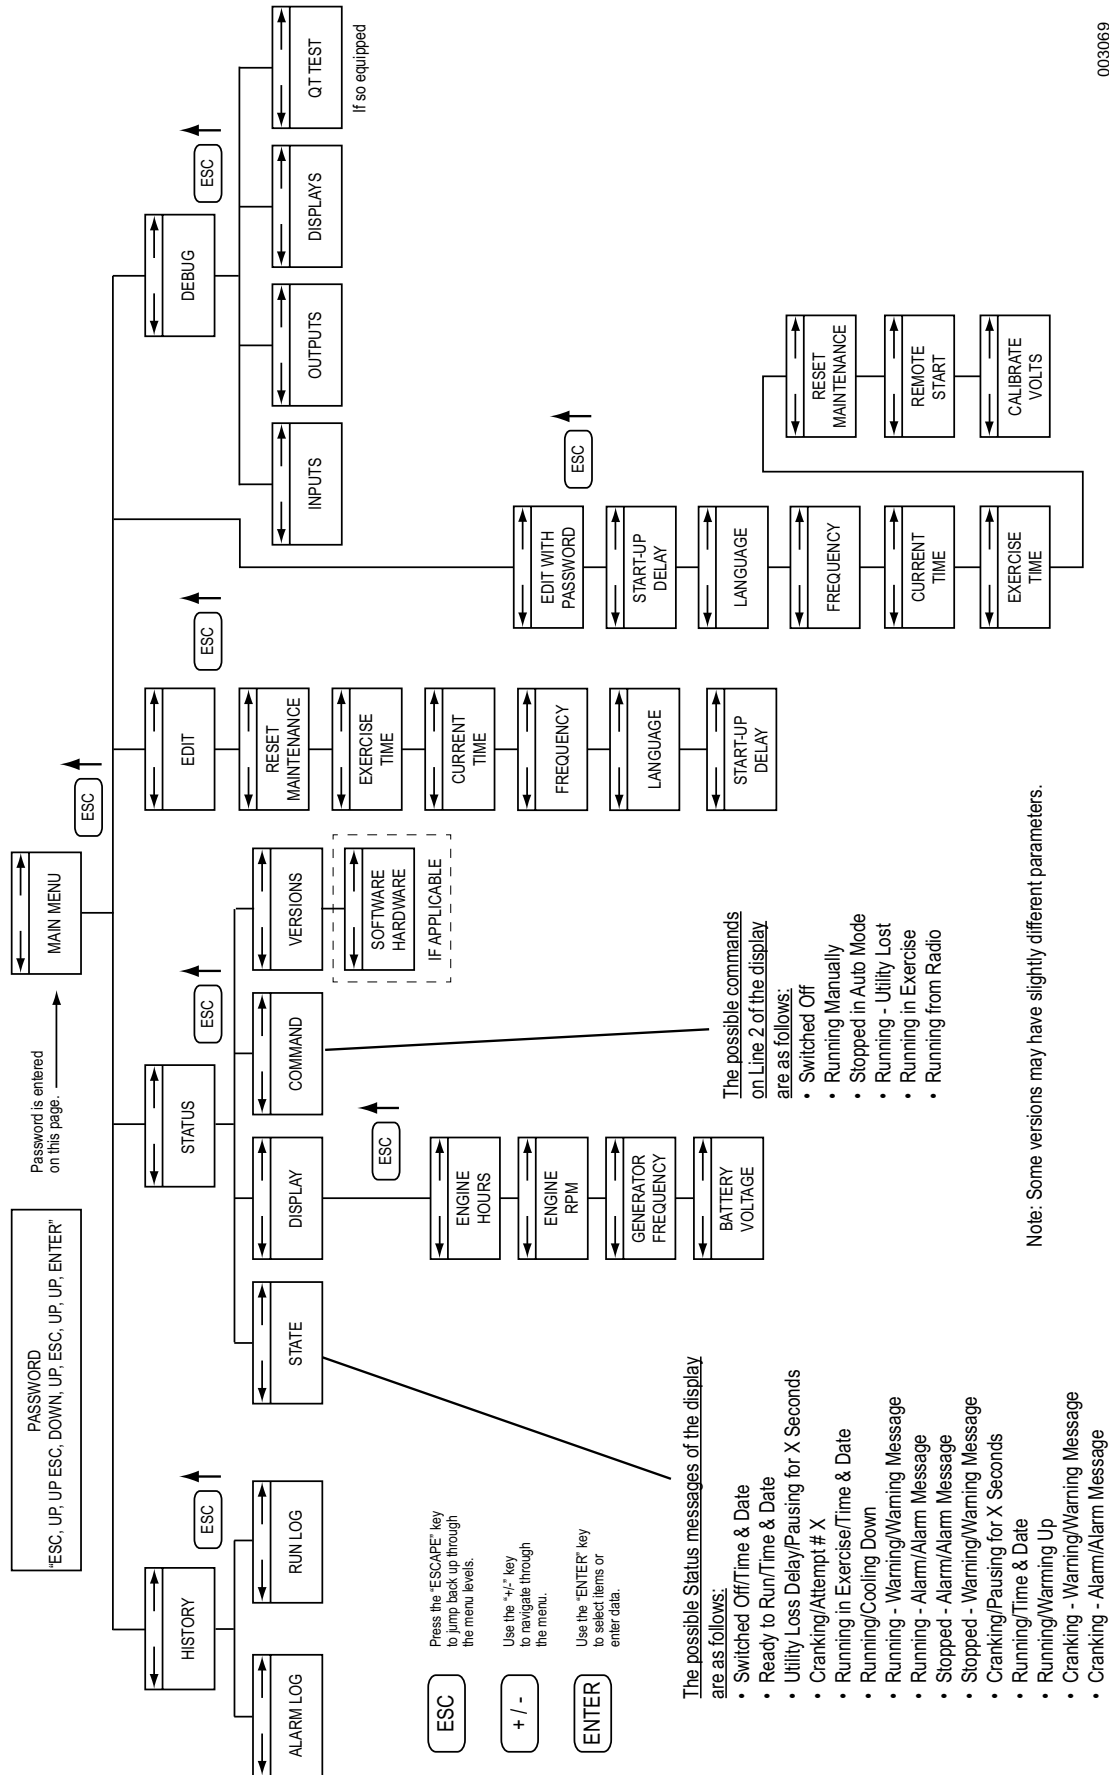 PASSWORD
"ESC, UP, UP ESC, DOWN, UP, ESC, UP, UP, ENTER"
Password is entered
on this page.
MAIN MENU
ESC
HISTORY
ESC
ALARM LOG
RUN LOG
STATUS
ESC
STATE
DISPLAY
COMMAND
VERSIONS
SOFTWARE
HARDWARE
IF APPLICABLE
ESC
ENGINE
HOURS
ENGINE
RPM
GENERATOR
FREQUENCY
BATTERY
VOLTAGE
EDIT
ESC
RESET
MAINTENANCE
EXERCISE
TIME
CURRENT
TIME
FREQUENCY
LANGUAGE
START-UP
DELAY
EDIT WITH
PASSWORD
ESC
START-UP
DELAY
LANGUAGE
FREQUENCY
CURRENT
TIME
EXERCISE
TIME
RESET
MAINTENANCE
REMOTE
START
CALIBRATE
VOLTS
DEBUG
ESC
INPUTS
OUTPUTS
DISPLAYS
QT TEST
If so equipped
ESC
Press the "ESCAPE" key
to jump back up through
the menu levels.
+ / -
Use the "+/-" key
to navigate through
the menu.
ENTER
Use the "ENTER" key
to select items or
enter data.
The possible Status messages of the display
are as follows:
• Switched Off/Time & Date
• Ready to Run/Time & Date
• Utility Loss Delay/Pausing for X Seconds
• Cranking/Attempt # X
• Running in Exercise/Time & Date
• Running/Cooling Down
• Running - Warning/Warning Message
• Running - Alarm/Alarm Message
• Stopped - Alarm/Alarm Message
• Stopped - Warning/Warning Message
• Cranking/Pausing for X Seconds
• Running/Time & Date
• Running/Warming Up
• Cranking - Warning/Warning Message
• Cranking - Alarm/Alarm Message
The possible commands
on Line 2 of the display
are as follows:
• Switched Off
• Running Manually
• Stopped in Auto Mode
• Running - Utility Lost
• Running in Exercise
• Running from Radio
Note: Some versions may have slightly different parameters.
003069